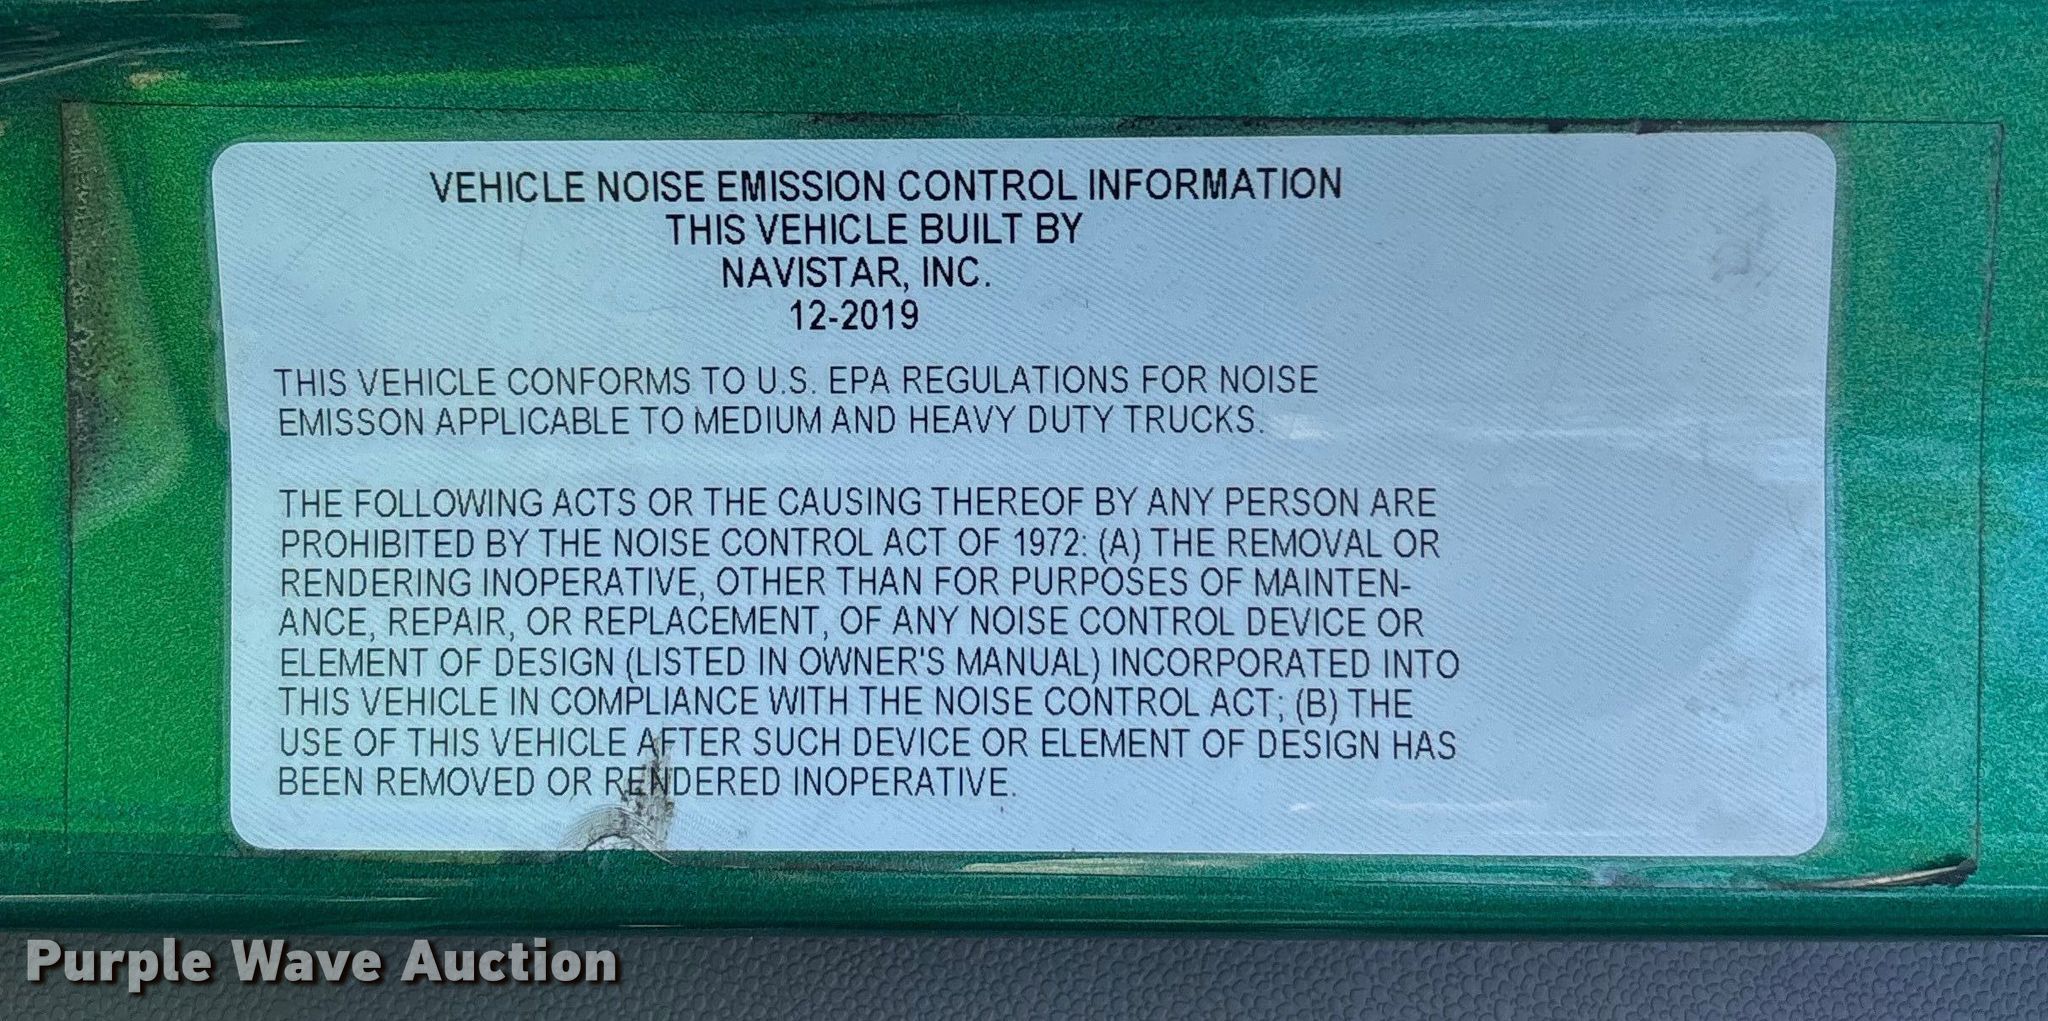 VEHICLE NOISE EMISSION CONTROL INFORMATION
THIS VEHICLE BUILT BY
NAVISTAR, INC.
12-2019
THIS VEHICLE CONFORMS TO U.S. EPA REGULATIONS FOR NOISE
EMISSON APPLICABLE TO MEDIUM AND HEAVY DUTY TRUCKS.
THE FOLLOWING ACTS OR THE CAUSING THEREOF BY ANY PERSON ARE
PROHIBITED BY THE NOISE CONTROL ACT OF 1972: (A) THE REMOVAL OR
RENDERING INOPERATIVE, OTHER THAN FOR PURPOSES OF MAINTEN-
ANCE, REPAIR, OR REPLACEMENT, OF ANY NOISE CONTROL DEVICE OR
ELEMENT OF DESIGN (LISTED IN OWNER'S MANUAL) INCORPORATED INTO
THIS VEHICLE IN COMPLIANCE WITH THE NOISE CONTROL ACT; (B) THE
USE OF THIS VEHICLE AFTER SUCH DEVICE OR ELEMENT OF DESIGN HAS
BEEN REMOVED OR RENDERED INOPERATIVE.
Purple Wave Auction